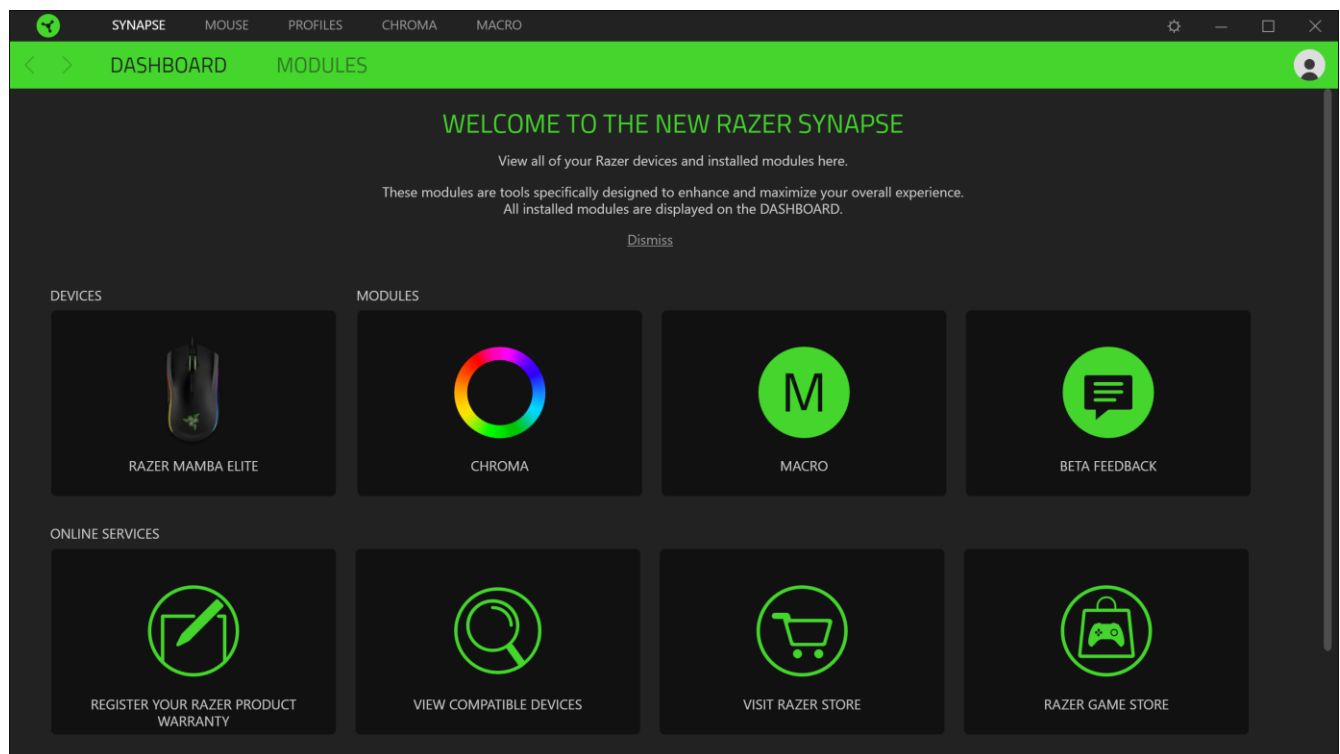 SYNAPSE MOUSE PROFILES CHROMA MACRO
DASHBOARD MODULES
WELCOME TO THE NEW RAZER SYNAPSE
View all of your Razer devices and installed modules here.
These modules are tools specifically designed to enhance and maximize your overall experience.
All installed modules are displayed on the DASHBOARD.
Dismiss
DEVICES MODULES
M
RAZER MAMBA ELITE CHROMA MACRO BETA FEEDBACK
ONLINE SERVICES
REGISTER YOUR RAZER PRODUCT
WARRANTY
VIEW COMPATIBLE DEVICES
VISIT RAZER STORE
RAZER GAME STORE